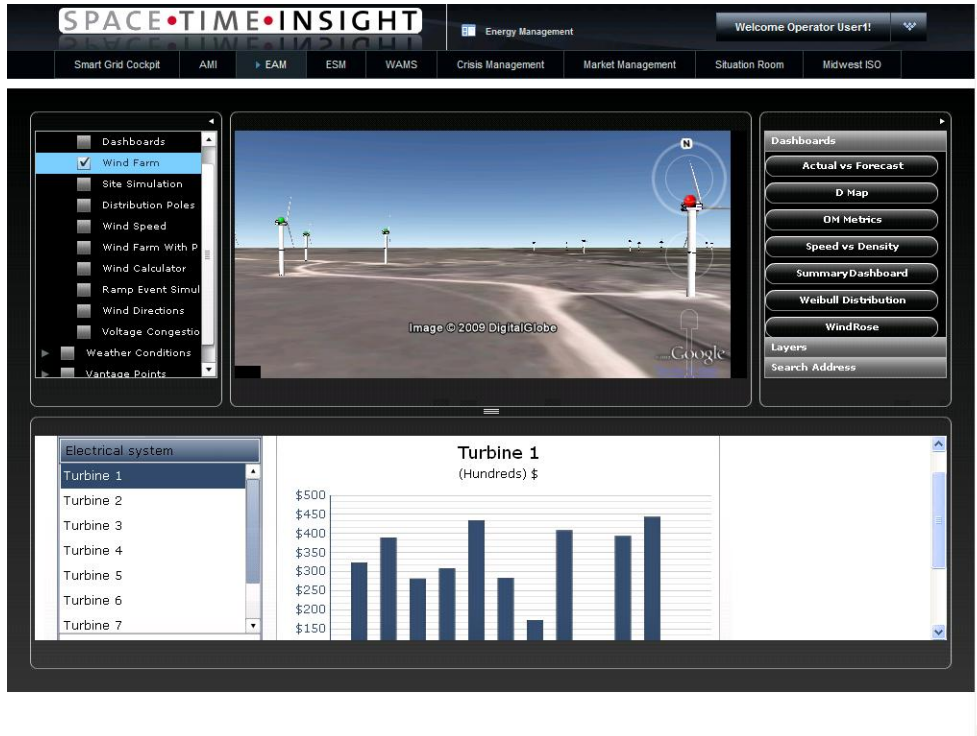 SPACE•TIME•INSIGHT
Energy Management
Welcome Operator User1!
Smart Grid Cockpit
AMI
EAM
ESM
WAMS
Crisis Management
Market Management
Situation Room
Midwest ISO
Dashboards
Wind Farm
Site Simulation
Distribution Poles
Wind Speed
Wind Farm With P
Wind Calculator
Ramp Event Simul
Wind Directions
Voltage Congestio
Weather Conditions
Vantage Points
N
Image © 2009 DigitalGlobe
Google
Dashboards
Actual vs Forecast
D Map
OM Metrics
Speed vs Density
SummaryDashboard
Weibull Distribution
WindRose
Layers
Search Address
Electrical system
Turbine 1
Turbine 2
Turbine 3
Turbine 4
Turbine 5
Turbine 6
Turbine 7
Turbine 1
(Hundreds) $
$500
$450
$400
$350
$300
$250
$200
$150